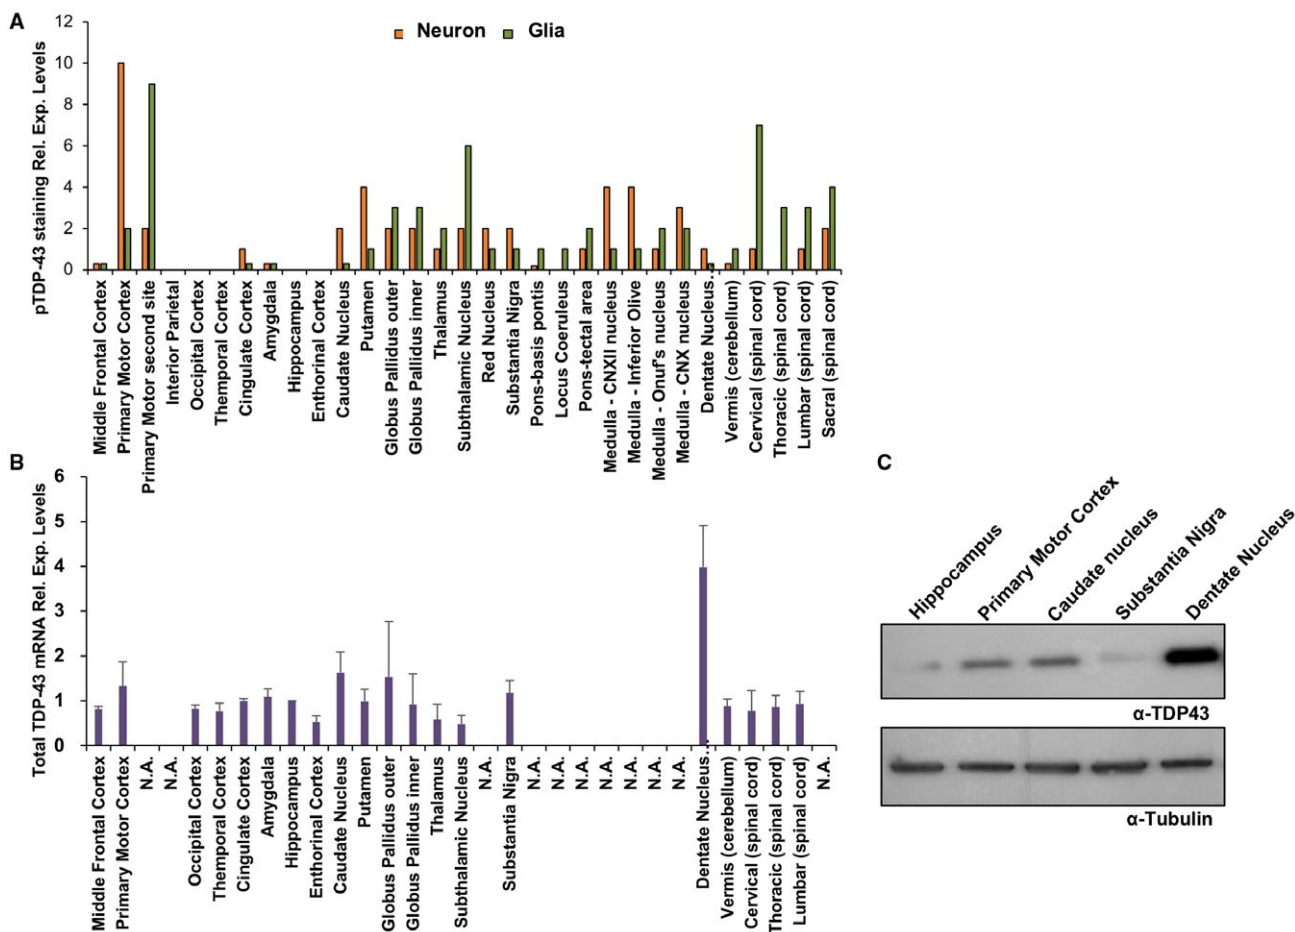 A
pTDP-43 staining Rel. Exp. Levels
12
10
8
6
4
2
0
Neuron
Glia
Middle Frontal Cortex
Primary Motor Cortex
Primary Motor second site
Interior Parietal
Occipital Cortex
Themporal Cortex
Cingulate Cortex
Amygdala
Hippocampus
Enthorinal Cortex
Caudate Nucleus
Putamen
Globus Pallidus outer
Globus Pallidus inner
Thalamus
Subthalamic Nucleus
Red Nucleus
Substantia Nigra
Pons-basis pontis
Locus Coeruleus
Pons-tectal area
Medulla - CNXII nucleus
Medulla - Inferior Olive
Medulla - Onuf's nucleus
Medulla - CNX nucleus
Dentate Nucleus...
Vermis (cerebellum)
Cervical (spinal cord)
Thoracic (spinal cord)
Lumbar (spinal cord)
Sacral (spinal cord)
B
Total TDP-43 mRNA Rel. Exp. Levels
6
5
4
3
2
1
0
Middle Frontal Cortex
Primary Motor Cortex
N.A.
N.A.
Occipital Cortex
Themporal Cortex
Cingulate Cortex
Amygdala
Hippocampus
Enthorinal Cortex
Caudate Nucleus
Putamen
Globus Pallidus outer
Globus Pallidus inner
Thalamus
Subthalamic Nucleus
N.A.
Substantia Nigra
N.A.
N.A.
N.A.
N.A.
N.A.
N.A.
N.A.
Dentate Nucleus...
Vermis (cerebellum)
Cervical (spinal cord)
Thoracic (spinal cord)
Lumbar (spinal cord)
N.A.
C
Hippocampus
Primary Motor Cortex
Caudate nucleus
Substantia Nigra
Dentate Nucleus
α-TDP43
α-Tubulin